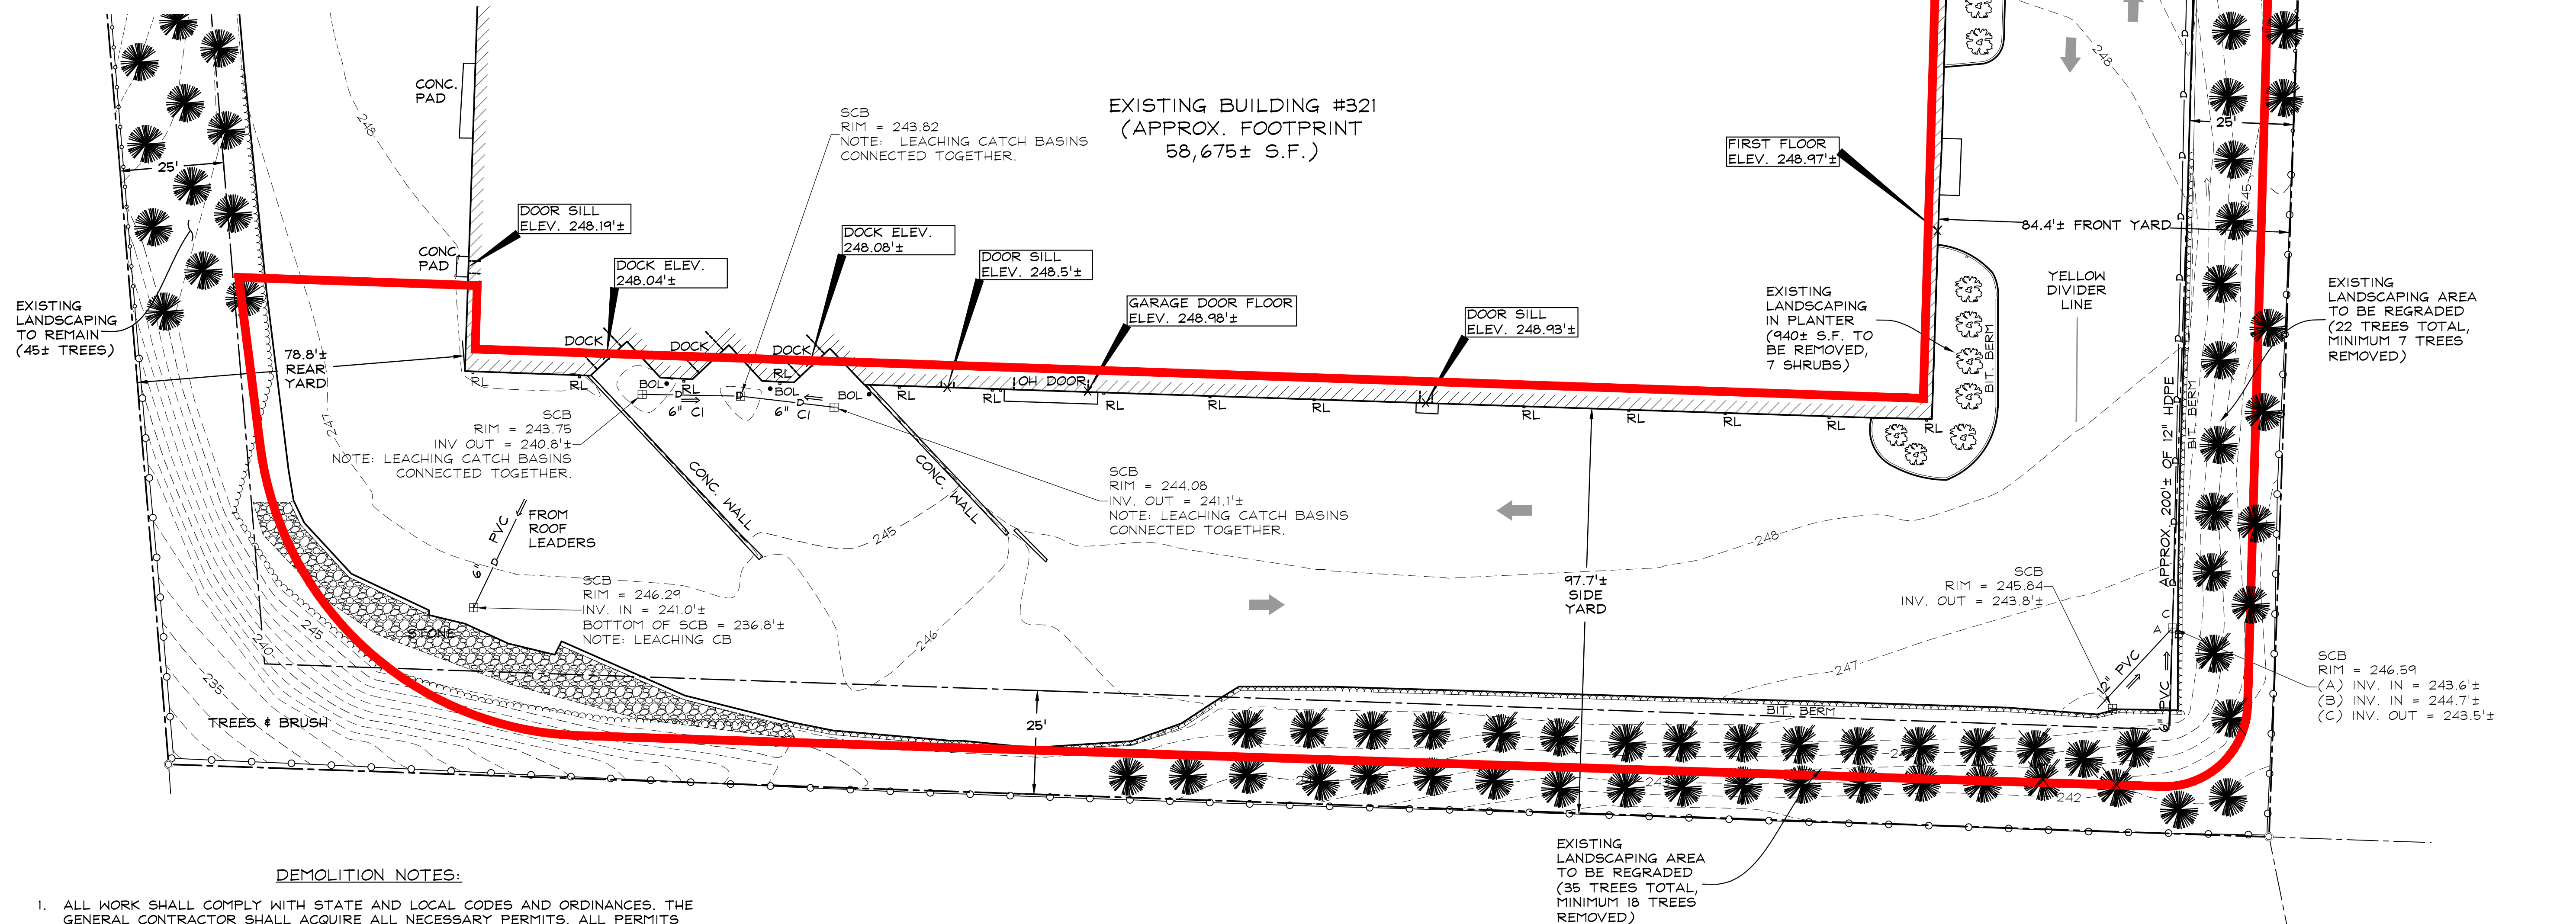 EXISTING BUILDING #321
(APPROX. FOOTPRINT
58,675± S.F.)
CONC.
PAD
248
25'
SCB
RIM = 243.82
NOTE: LEACHING CATCH BASINS
CONNECTED TOGETHER.
FIRST FLOOR
ELEV. 248.97'±
248
25'
245
DOOR SILL
ELEV. 248.19'±
CONC.
PAD
DOCK ELEV.
248.04'±
DOCK ELEV.
248.08'±
DOOR SILL
ELEV. 248.5'±
GARAGE DOOR FLOOR
ELEV. 248.98'±
DOOR SILL
ELEV. 248.93'±
84.4'± FRONT YARD
YELLOW
DIVIDER
LINE
EXISTING
LANDSCAPING
IN PLANTER
(940± S.F. TO
BE REMOVED,
7 SHRUBS)
BIT. BERM
EXISTING
LANDSCAPING AREA
TO BE REGRADED
(22 TREES TOTAL,
MINIMUM 7 TREES
REMOVED)
EXISTING
LANDSCAPING
TO REMAIN
(45± TREES)
78.8'±
REAR
YARD
DOCK
DOCK
DOCK
RL
RL
RL
RL
BOL
BOL
BOL
D
D
D
6" CI
6" CI
RL
RL
OH DOOR
RL
RL
RL
RL
RL
RL
RL
RL
247
SCB
RIM = 243.75
INV OUT = 240.8'±
NOTE: LEACHING CATCH BASINS
CONNECTED TOGETHER.
CONC. WALL
CONC. WALL
SCB
RIM = 244.08
INV. OUT = 241.1'±
NOTE: LEACHING CATCH BASINS
CONNECTED TOGETHER.
245
248
BIT. BERM
APPROX. 200'± OF 12" HDPE
6" D PVC
FROM
ROOF
LEADERS
SCB
RIM = 246.29
INV. IN = 241.0'±
BOTTOM OF SCB = 236.8'±
NOTE: LEACHING CB
STONE
246
97.7'±
SIDE
YARD
SCB
RIM = 245.84
INV. OUT = 243.8'±
C
A
12" PVC
6" PVC
247
SCB
RIM = 246.59
(A) INV. IN = 243.6'±
(B) INV. IN = 244.7'±
(C) INV. OUT = 243.5'±
245
240
235
TREES & BRUSH
25'
BIT. BERM
242
EXISTING
LANDSCAPING AREA
TO BE REGRADED
(35 TREES TOTAL,
MINIMUM 18 TREES
REMOVED)
DEMOLITION NOTES:
1. ALL WORK SHALL COMPLY WITH STATE AND LOCAL CODES AND ORDINANCES. THE
GENERAL CONTRACTOR SHALL ACQUIRE ALL NECESSARY PERMITS. ALL PERMITS